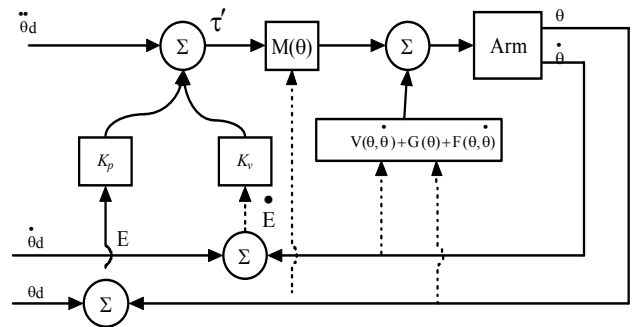 θ̈d
Σ
τ′
M(θ)
Σ
Arm
θ
θ̇
Kp
Kv
V(θ,θ̇)+G(θ)+F(θ,θ̇)
θ̇d
E
Ė
Σ
θd
Σ